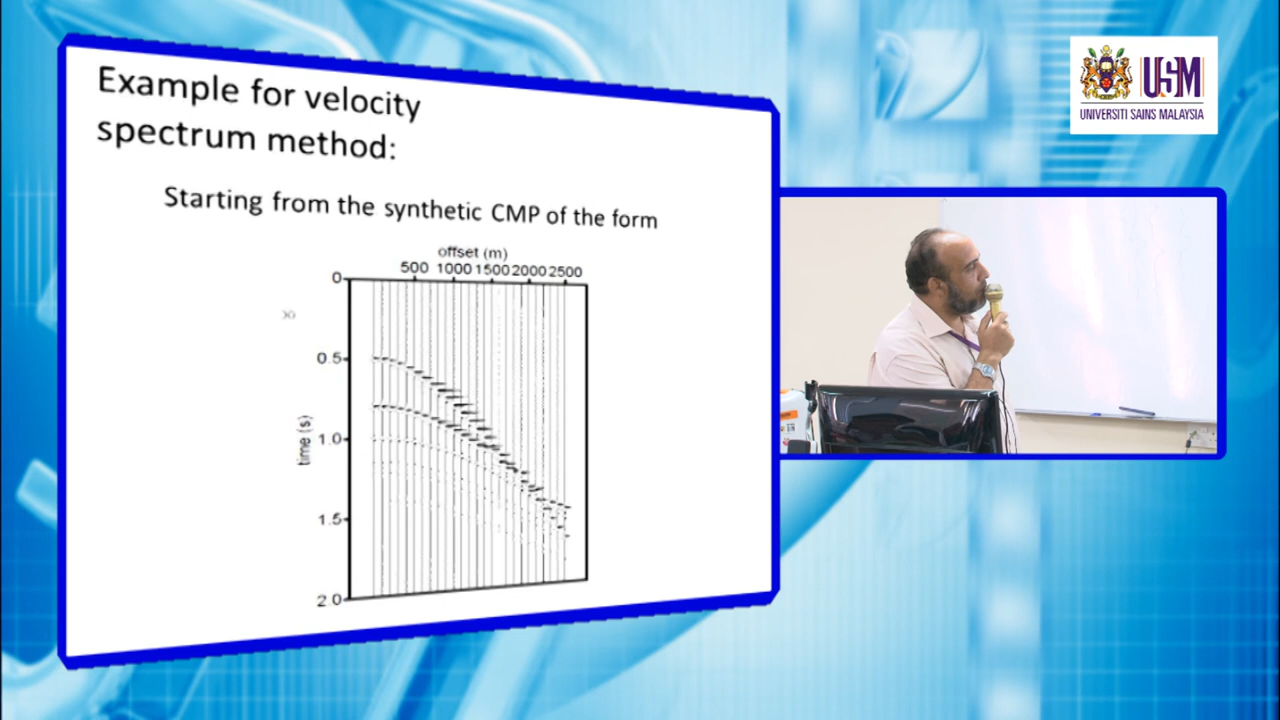 Example for velocity
spectrum method:
Starting from the synthetic CMP of the form
offset (m)
500 1000 1500 2000 2500
0
0 5
1 0
1.5
2 0
time (s)
USM
UNIVERSITI SAINS MALAYSIA